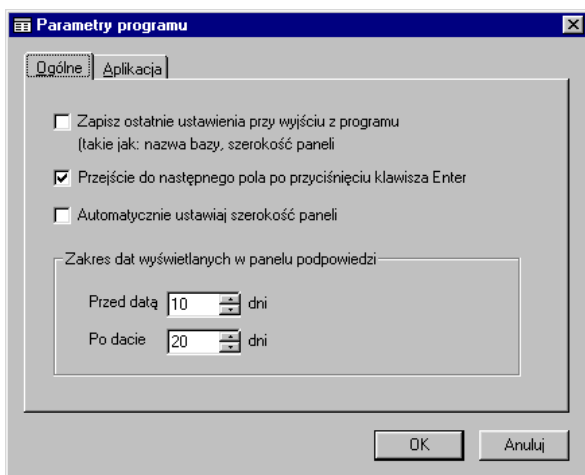 Parametry programu
Ogólne Aplikacja
Zapisz ostatnie ustawienia przy wyjściu z programu
(takie jak: nazwa bazy, szerokość paneli
Przejście do następnego pola po przyciśnięciu klawisza Enter
Automatycznie ustawiaj szerokość paneli
Zakres dat wyświetlanych w panelu podpowiedzi
Przed datą 10 dni
Po dacie 20 dni
OK Anuluj